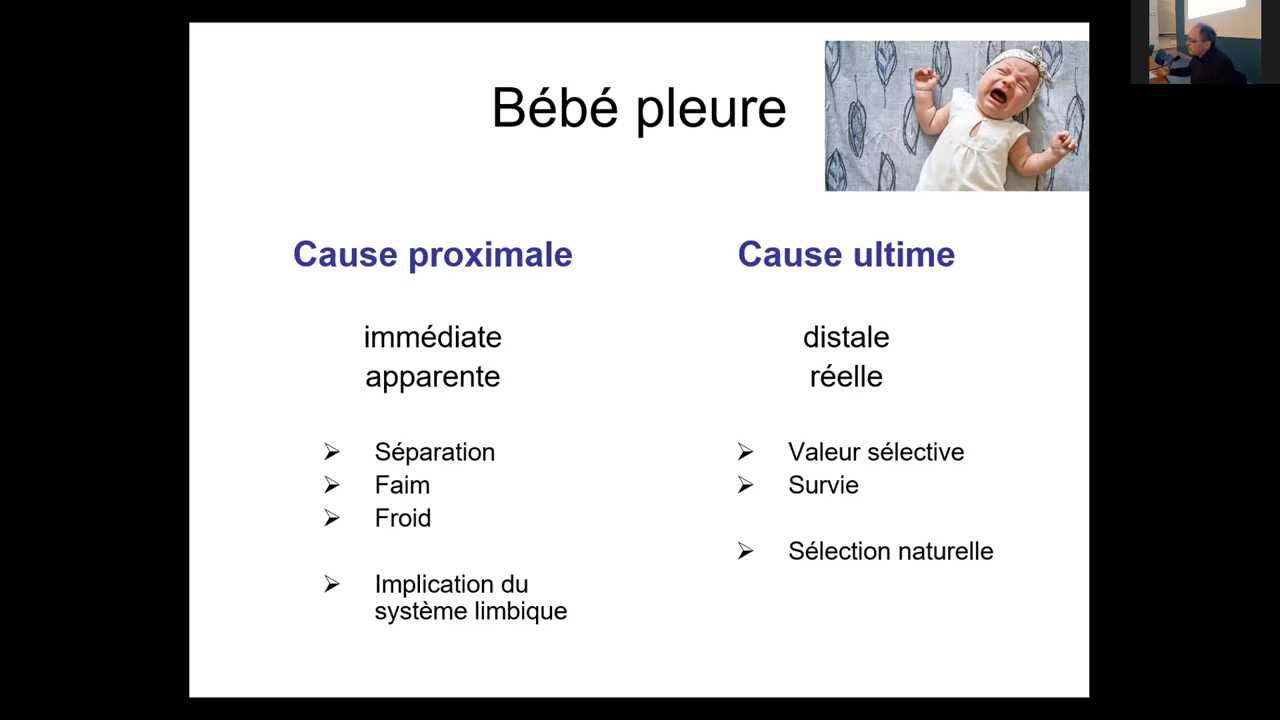 Bébé pleure
Cause proximale
immédiate
apparente
➢ Séparation
➢ Faim
➢ Froid
➢ Implication du
système limbique
Cause ultime
distale
réelle
➢ Valeur sélective
➢ Survie
➢ Sélection naturelle